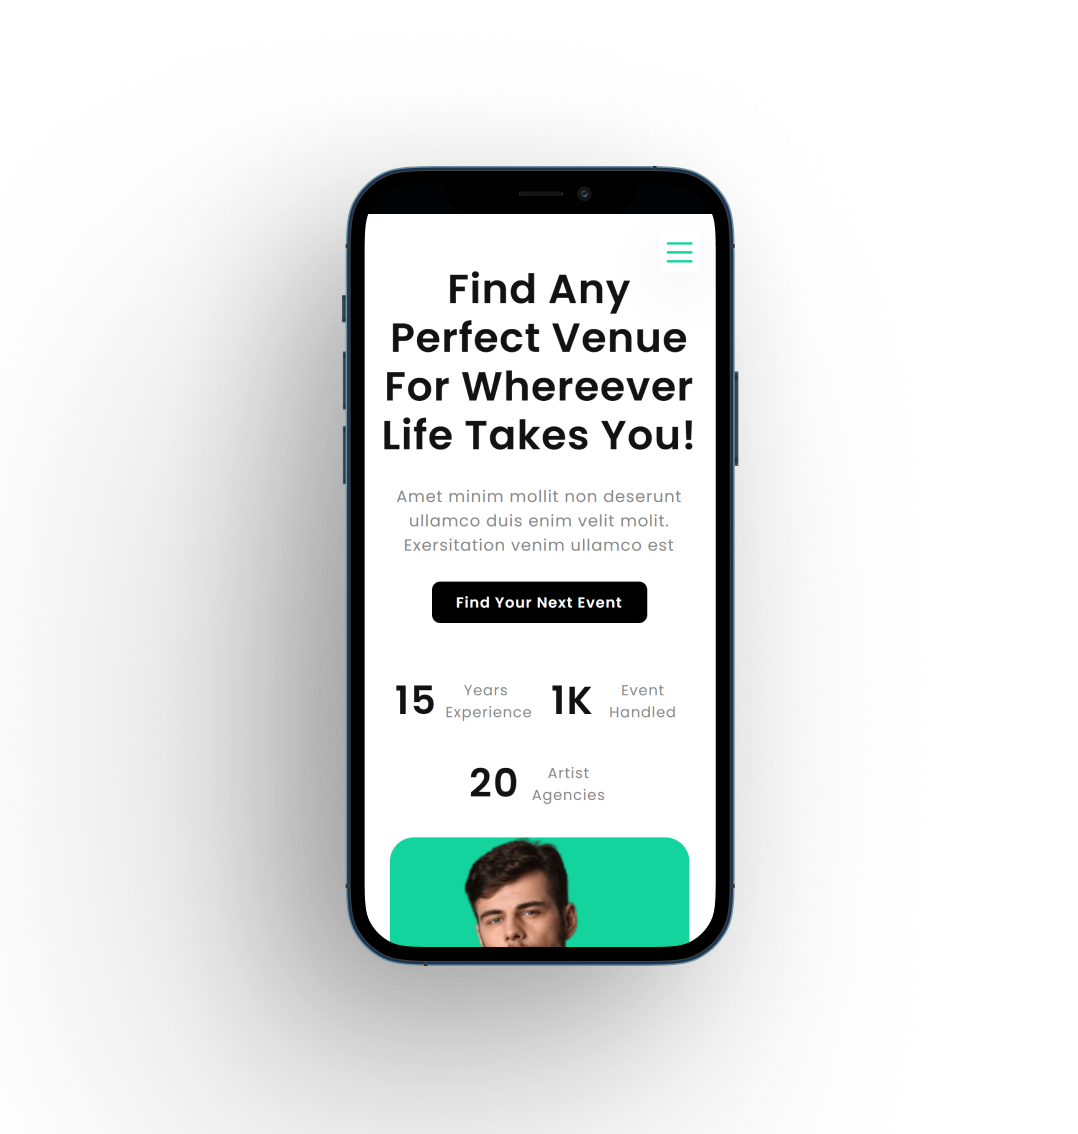 Find Any
Perfect Venue
For Whereever
Life Takes You!
Amet minim mollit non deserunt
ullamco duis enim velit molit.
Exersitation venim ullamco est
Find Your Next Event
15 Years Experience
1K Event Handled
20 Artist Agencies